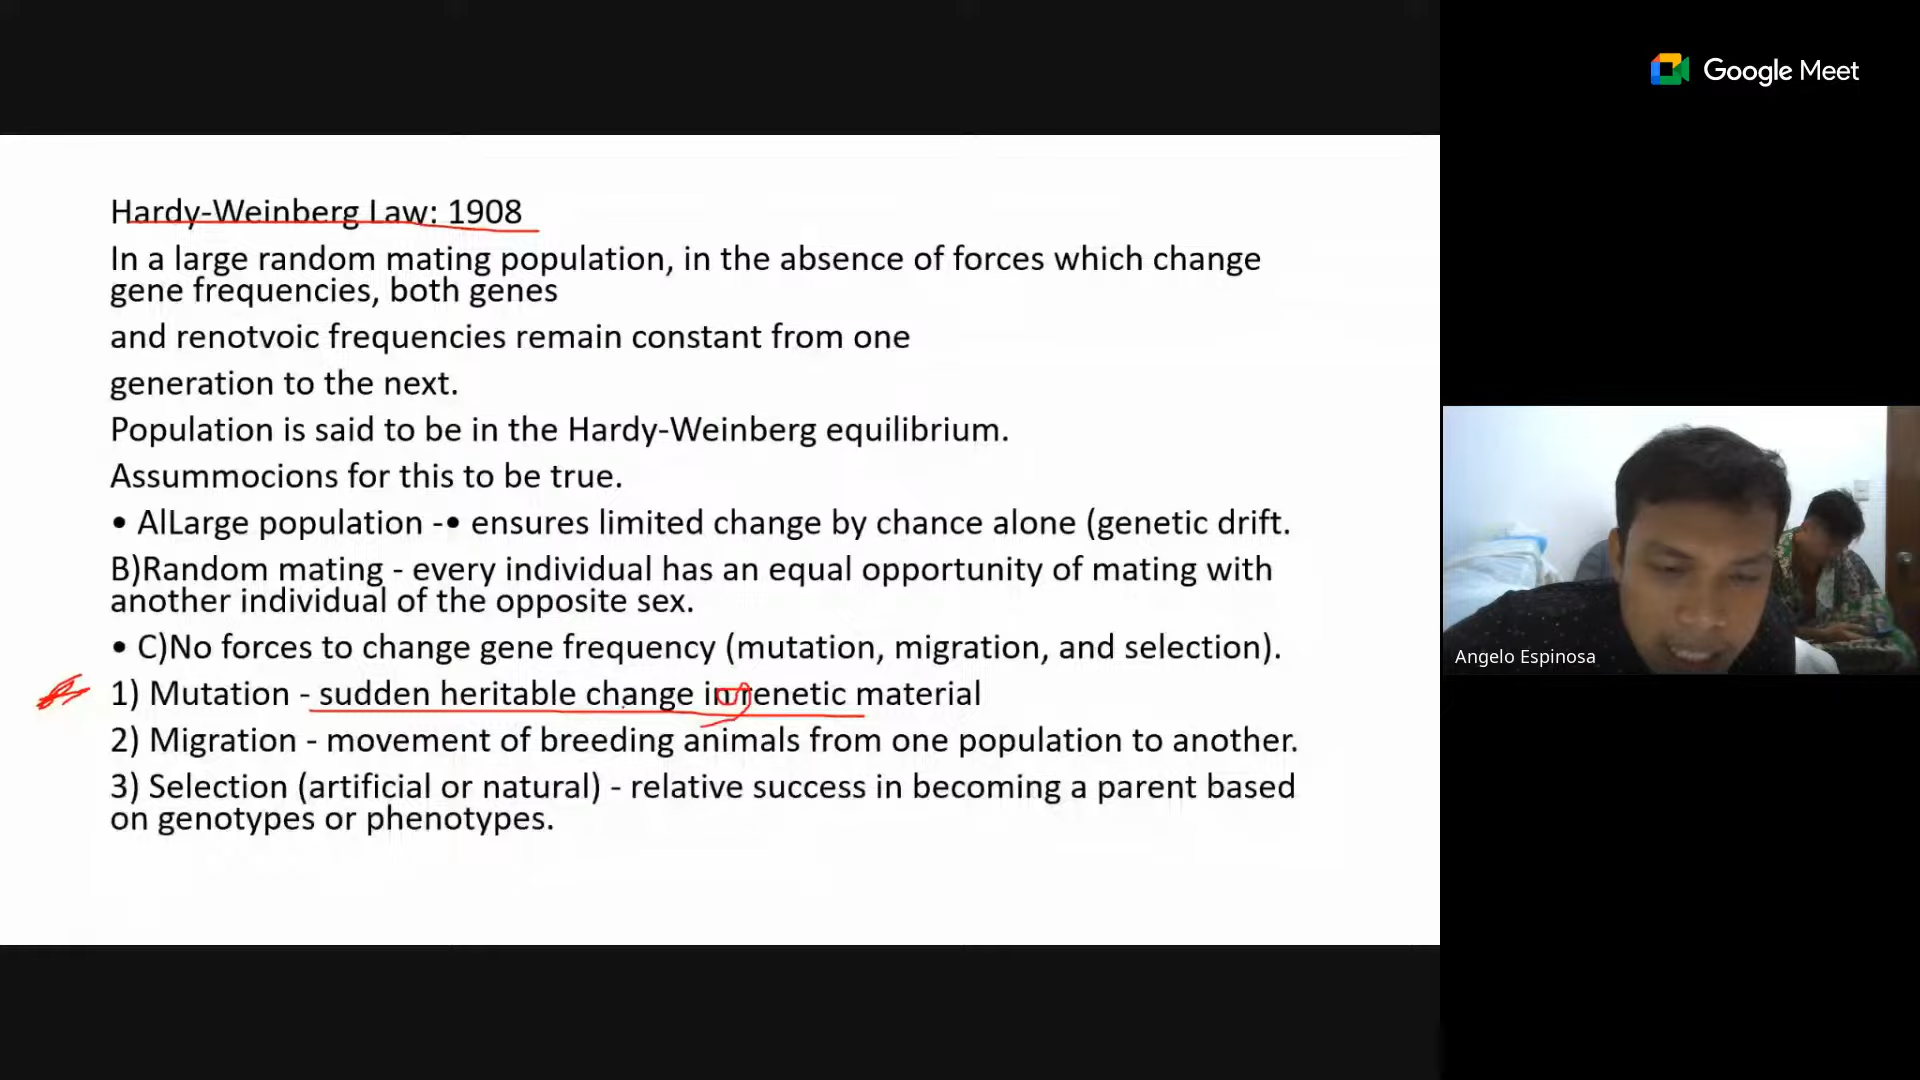 Google Meet
Hardy-Weinberg Law: 1908
In a large random mating population, in the absence of forces which change
gene frequencies, both genes
and renotvoic frequencies remain constant from one
generation to the next.
Population is said to be in the Hardy-Weinberg equilibrium.
Assummocions for this to be true.
• AlLarge population -• ensures limited change by chance alone (genetic drift.
B)Random mating - every individual has an equal opportunity of mating with
another individual of the opposite sex.
• C)No forces to change gene frequency (mutation, migration, and selection).
1) Mutation - sudden heritable change in renetic material
2) Migration - movement of breeding animals from one population to another.
3) Selection (artificial or natural) - relative success in becoming a parent based
on genotypes or phenotypes.
Angelo Espinosa